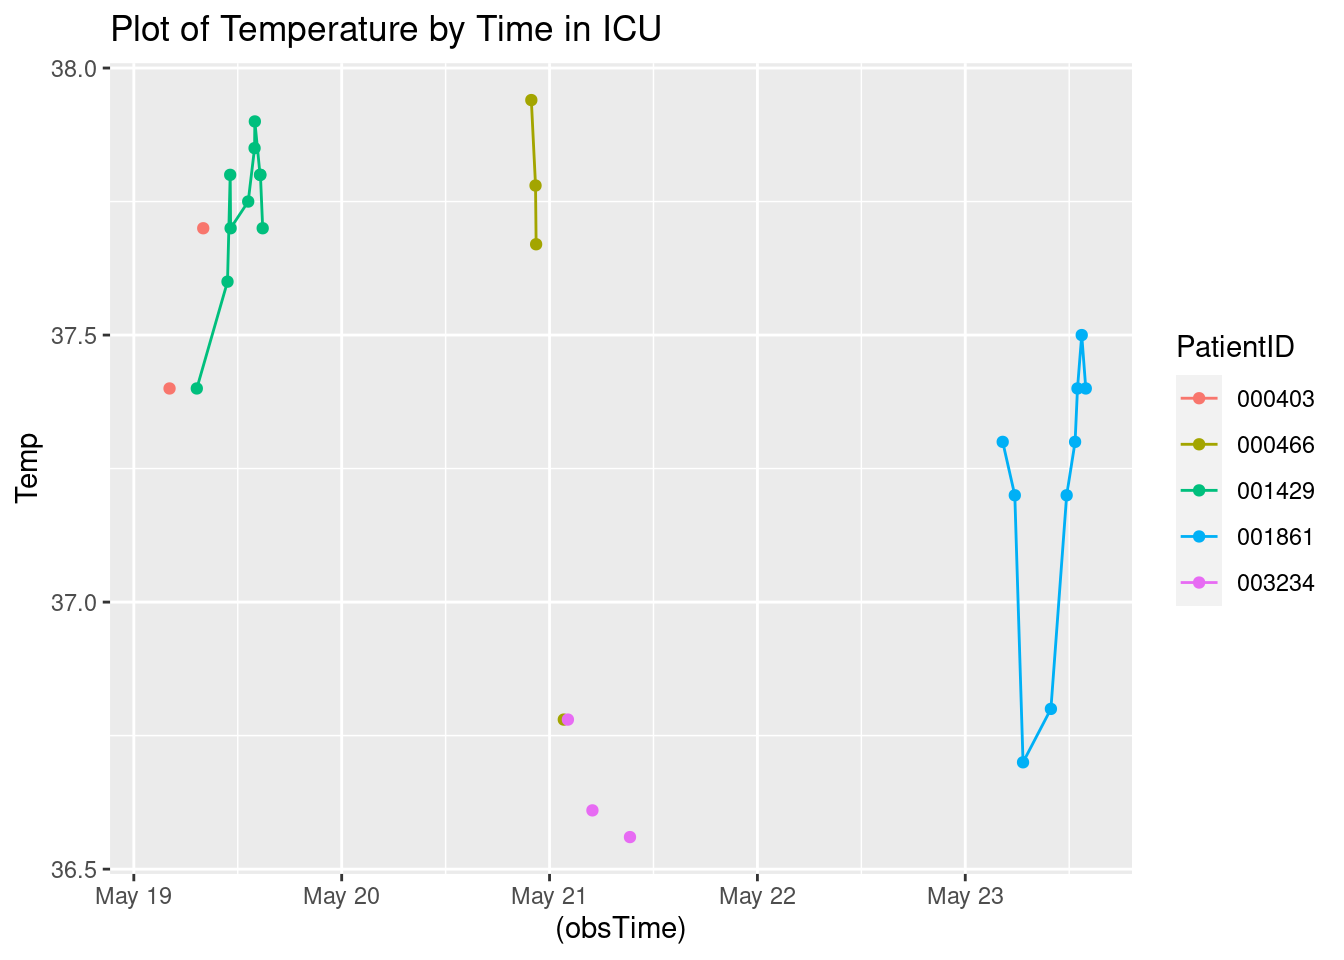 Plot of Temperature by Time in ICU
38.0
37.5
37.0
36.5
Temp
May 19 May 20 May 21 May 22 May 23
(obsTime)
PatientID
000403
000466
001429
001861
003234